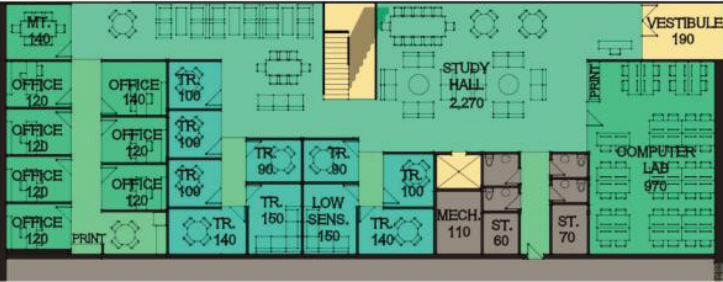 MT.
140
VESTIBULE
190
STUDY
HALL
2,270
PRINT
OFFICE
120
OFFICE
140
TR.
100
OFFICE
120
OFFICE
120
TR.
100
COMPUTER
LAB
970
TR.
90
TR.
90
OFFICE
120
OFFICE
120
TR.
100
TR.
100
TR.
150
LOW
SENS.
150
OFFICE
120
PRINT
TR.
140
TR.
140
MECH.
110
ST.
60
ST.
70